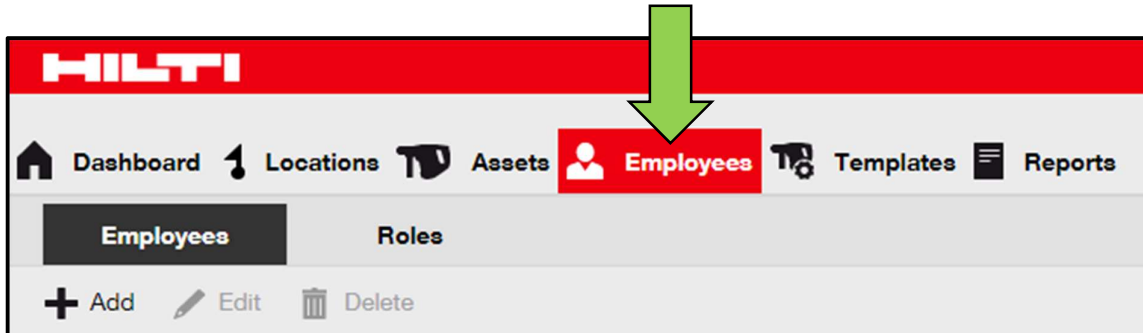 HILTI
Dashboard Locations Assets Employees Templates Reports
Employees Roles
Add Edit Delete